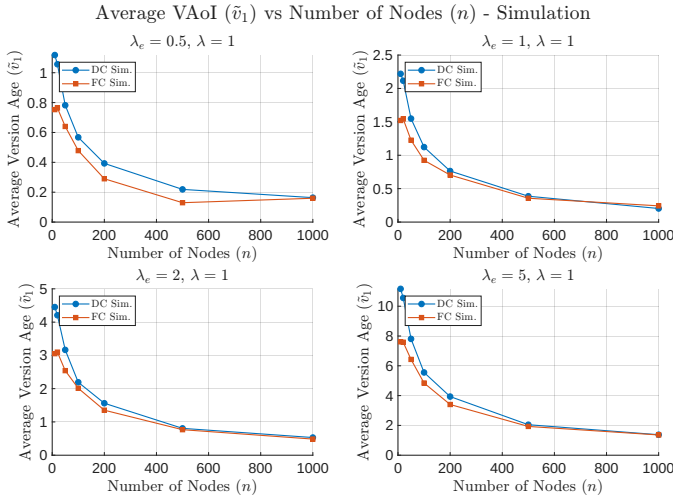 Average VAoI (ṽ₁) vs Number of Nodes (n) - Simulation
λₑ = 0.5, λ = 1
Average Version Age (ṽ₁)
1
0.8
0.6
0.4
0.2
0
DC Sim.
FC Sim.
0 200 400 600 800 1000
Number of Nodes (n)
λₑ = 1, λ = 1
Average Version Age (ṽ₁)
2.5
2
1.5
1
0.5
0
DC Sim.
FC Sim.
0 200 400 600 800 1000
Number of Nodes (n)
λₑ = 2, λ = 1
Average Version Age (ṽ₁)
5
4
3
2
1
0
DC Sim.
FC Sim.
0 200 400 600 800 1000
Number of Nodes (n)
λₑ = 5, λ = 1
Average Version Age (ṽ₁)
10
8
6
4
2
0
DC Sim.
FC Sim.
0 200 400 600 800 1000
Number of Nodes (n)